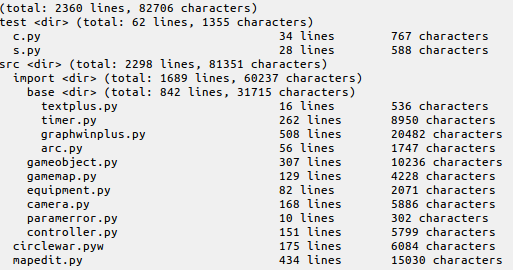 (total: 2360 lines, 82706 characters)
test <dir> (total: 62 lines, 1355 characters)
c.py 34 lines 767 characters
s.py 28 lines 588 characters
src <dir> (total: 2298 lines, 81351 characters)
import <dir> (total: 1689 lines, 60237 characters)
base <dir> (total: 842 lines, 31715 characters)
textplus.py 16 lines 536 characters
timer.py 262 lines 8950 characters
graphwinplus.py 508 lines 20482 characters
arc.py 56 lines 1747 characters
gameobject.py 307 lines 10236 characters
gamemap.py 129 lines 4228 characters
equipment.py 82 lines 2071 characters
camera.py 168 lines 5886 characters
paramerror.py 10 lines 302 characters
controller.py 151 lines 5799 characters
circlewar.pyw 175 lines 6084 characters
mapedit.py 434 lines 15030 characters